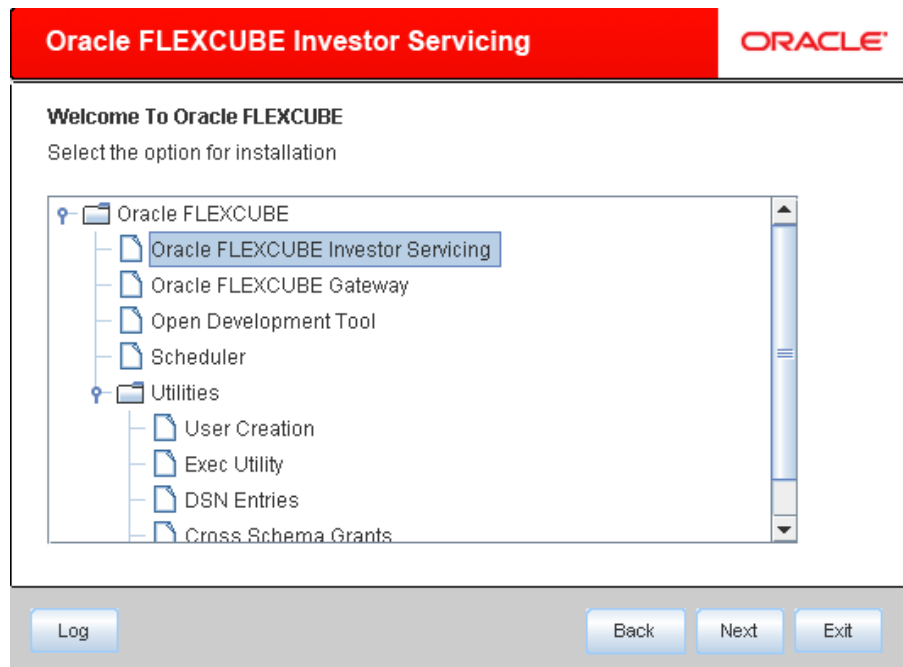 Oracle FLEXCUBE Investor Servicing
ORACLE
Welcome To Oracle FLEXCUBE
Select the option for installation
Oracle FLEXCUBE
Oracle FLEXCUBE Investor Servicing
Oracle FLEXCUBE Gateway
Open Development Tool
Scheduler
Utilities
User Creation
Exec Utility
DSN Entries
Cross Schema Grants
Log
Back
Next
Exit